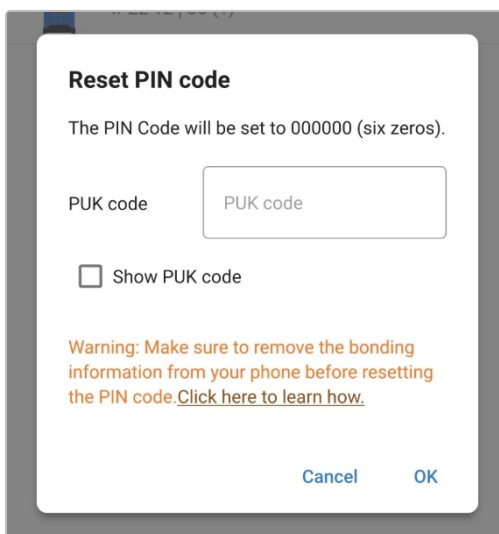 Reset PIN code
The PIN Code will be set to 000000 (six zeros).
PUK code
PUK code
Show PUK code
Warning: Make sure to remove the bonding
information from your phone before resetting
the PIN code.Click here to learn how.
Cancel OK